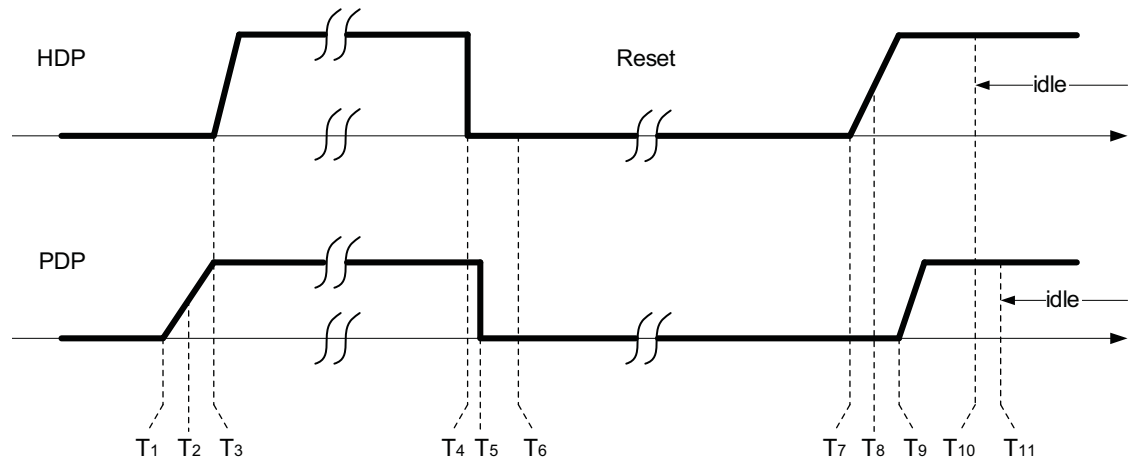 HDP
Reset
idle
PDP
idle
T1 T2 T3 T4 T5 T6 T7 T8 T9 T10 T11